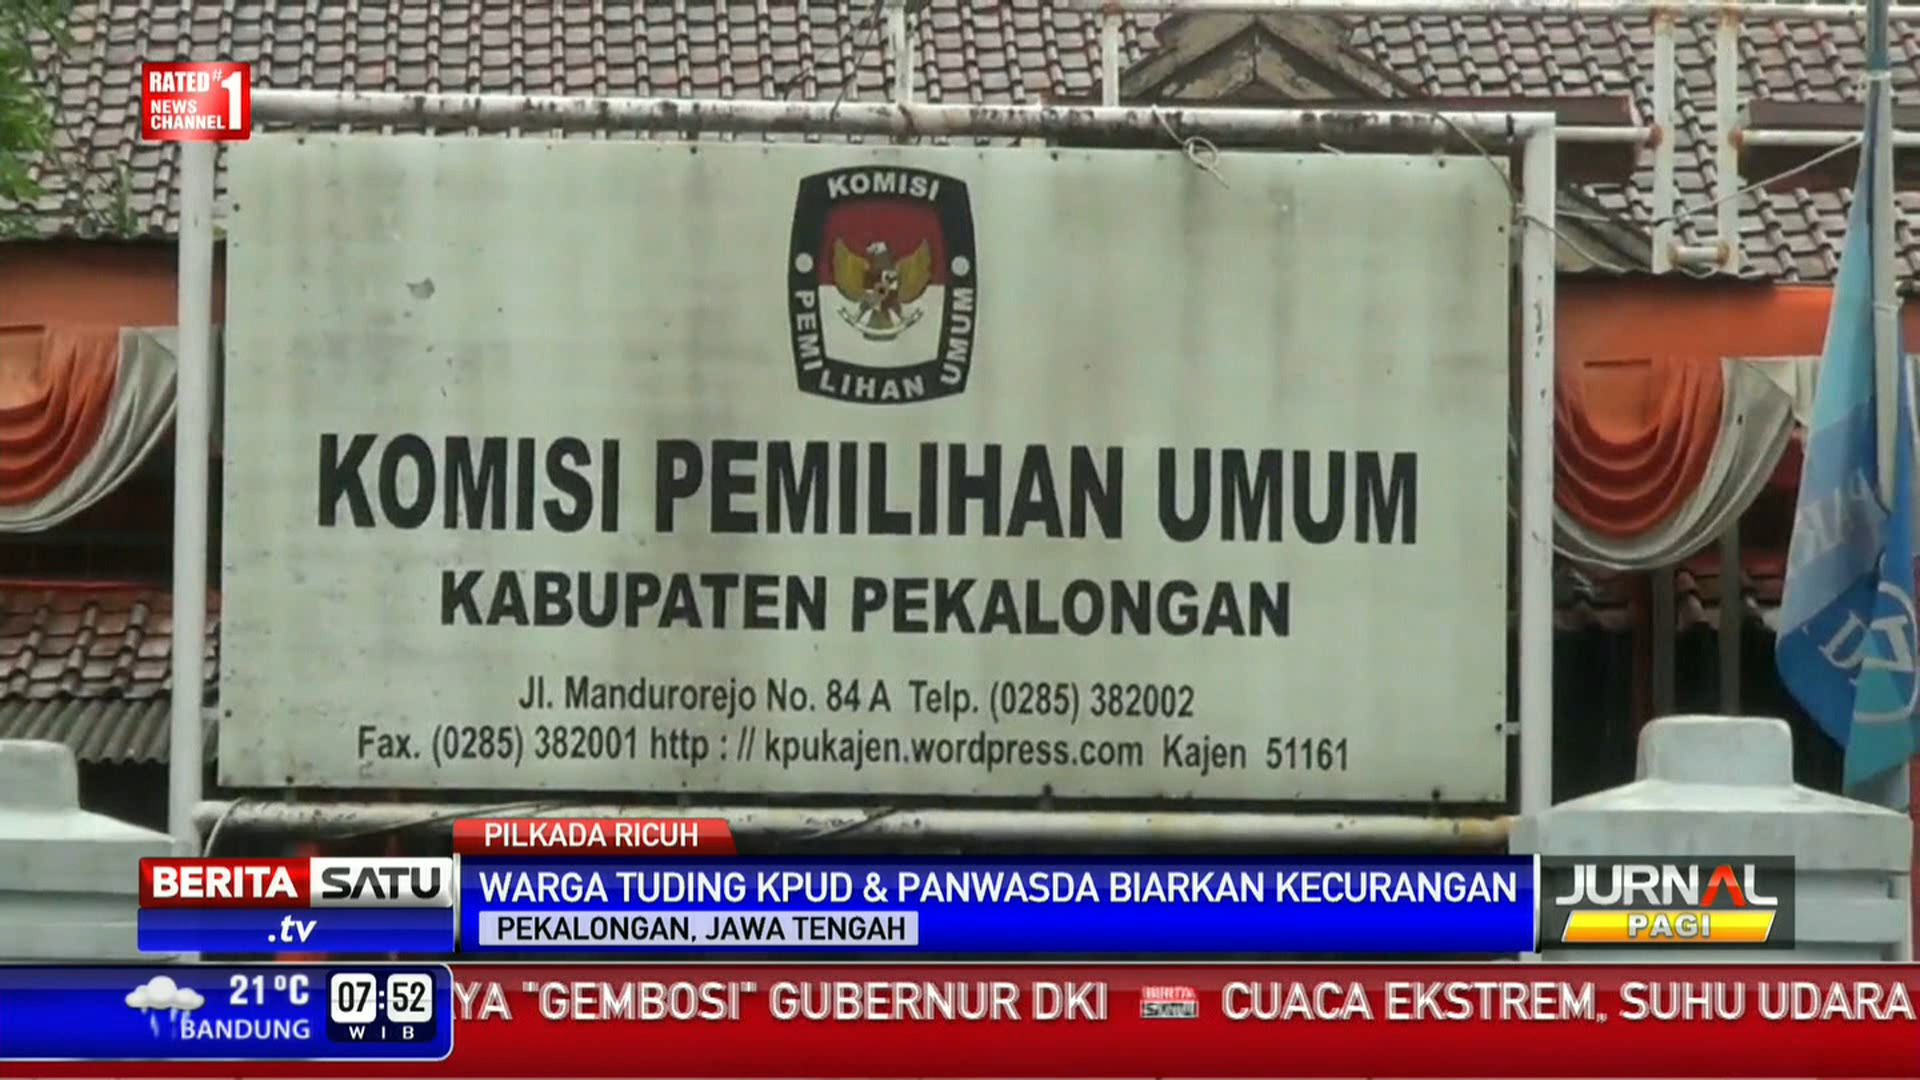 RATED #1
NEWS
CHANNEL
KOMISI
PEMILIHAN UMUM
KOMISI PEMILIHAN UMUM
KABUPATEN PEKALONGAN
Jl. Mandurorejo No. 84 A Telp. (0285) 382002
Fax. (0285) 382001 http : // kpukajen.wordpress.com Kajen 51161
PILKADA RICUH
BERITA SATU
.tv
WARGA TUDING KPUD & PANWASDA BIARKAN KECURANGAN
PEKALONGAN, JAWA TENGAH
JURNAL
PAGI
21°C
BANDUNG
07:52
WIB
YA "GEMBOSI" GUBERNUR DKI BERITA SATU CUACA EKSTREM, SUHU UDARA